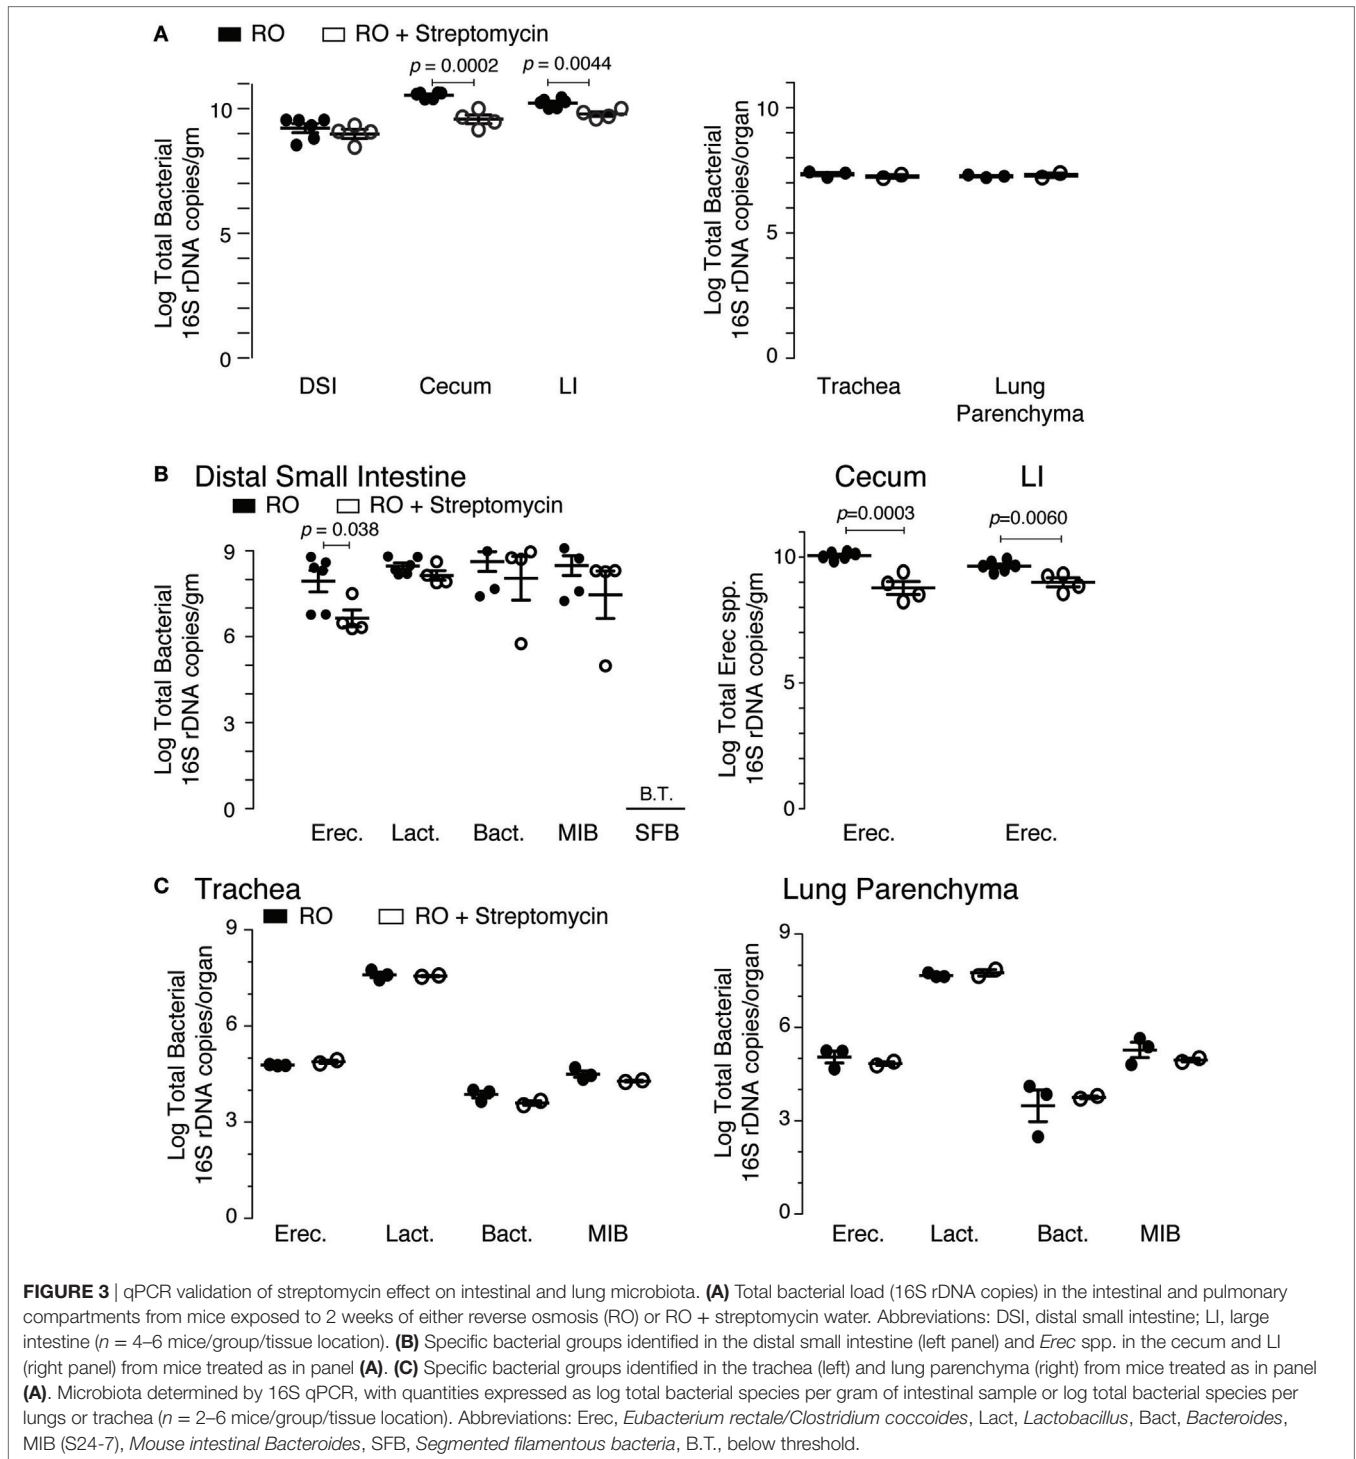 A RO RO + Streptomycin
p = 0.0002 p = 0.0044
Log Total Bacterial
16S rDNA copies/gm
10
5
0
DSI Cecum LI
Log Total Bacterial
16S rDNA copies/organ
10
5
0
Trachea Lung
Parenchyma
B Distal Small Intestine
RO RO + Streptomycin
p = 0.038
Log Total Bacterial
16S rDNA copies/gm
9
6
3
0
B.T.
Erec. Lact. Bact. MIB SFB
Cecum LI
p=0.0003 p=0.0060
Log Total Erec spp.
16S rDNA copies/gm
10
5
0
Erec. Erec.
C Trachea
RO RO + Streptomycin
Log Total Bacterial
16S rDNA copies/organ
9
6
3
0
Erec. Lact. Bact. MIB
Lung Parenchyma
Log Total Bacterial
16S rDNA copies/organ
9
6
3
0
Erec. Lact. Bact. MIB
FIGURE 3 | qPCR validation of streptomycin effect on intestinal and lung microbiota. (A) Total bacterial load (16S rDNA copies) in the intestinal and pulmonary
compartments from mice exposed to 2 weeks of either reverse osmosis (RO) or RO + streptomycin water. Abbreviations: DSI, distal small intestine; LI, large
intestine (n = 4–6 mice/group/tissue location). (B) Specific bacterial groups identified in the distal small intestine (left panel) and Erec spp. in the cecum and LI
(right panel) from mice treated as in panel (A). (C) Specific bacterial groups identified in the trachea (left) and lung parenchyma (right) from mice treated as in panel
(A). Microbiota determined by 16S qPCR, with quantities expressed as log total bacterial species per gram of intestinal sample or log total bacterial species per
lungs or trachea (n = 2–6 mice/group/tissue location). Abbreviations: Erec, Eubacterium rectale/Clostridium coccoides, Lact, Lactobacillus, Bact, Bacteroides,
MIB (S24-7), Mouse intestinal Bacteroides, SFB, Segmented filamentous bacteria, B.T., below threshold.